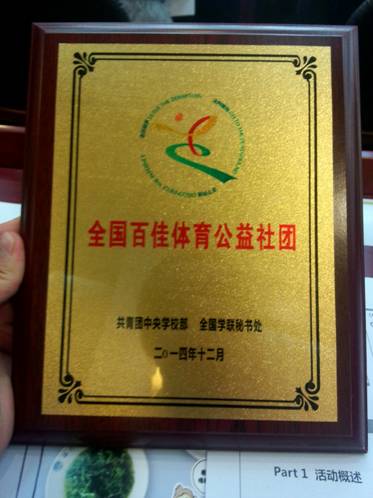 全国百佳体育公益社团
共青团中央学校部 全国学联秘书处
二○一四年十二月
Part 1 活动概述